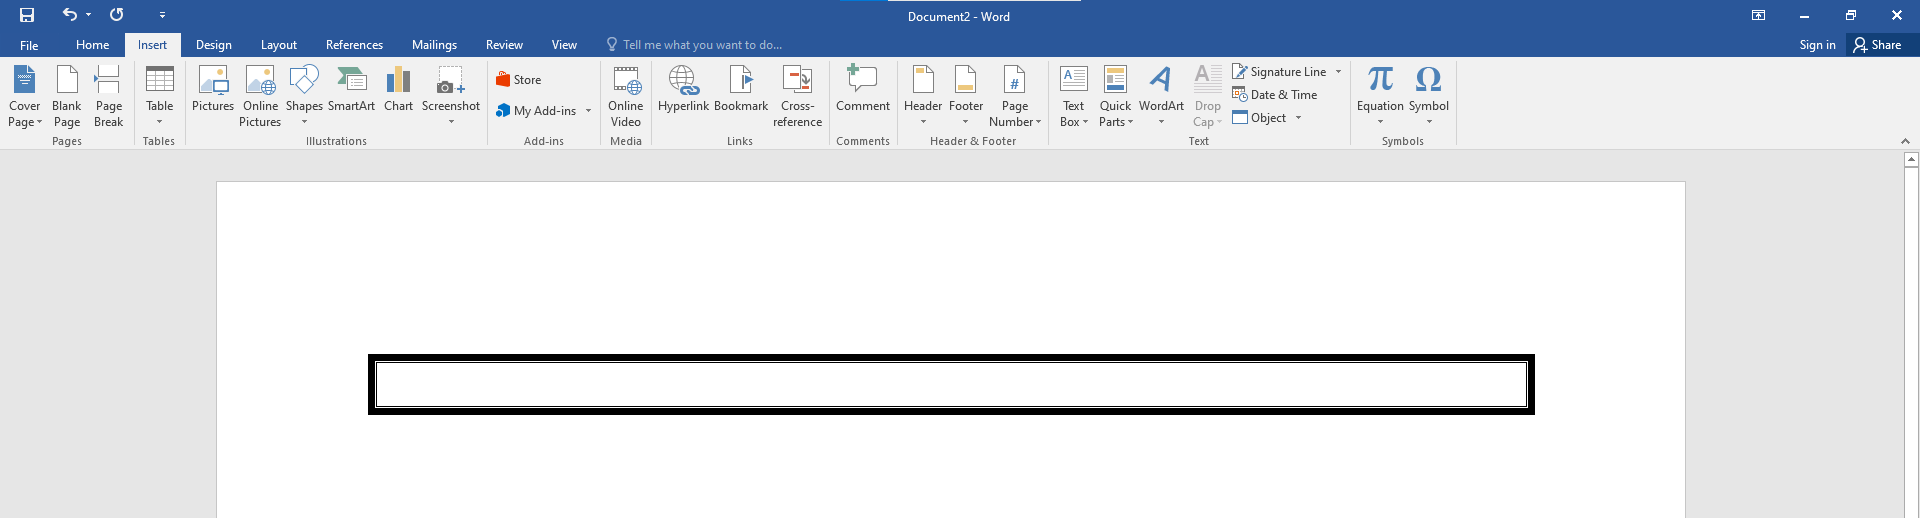 Document2 - Word
File Home Insert Design Layout References Mailings Review View Tell me what you want to do... Sign in Share
Cover Page
Blank Page
Page Break
Pages
Table
Tables
Pictures
Online Pictures
Shapes
SmartArt
Chart
Screenshot
Illustrations
Store
My Add-ins
Add-ins
Online Video
Media
Hyperlink
Bookmark
Cross-reference
Links
Comment
Comments
Header
Footer
Page Number
Header & Footer
Text Box
Quick Parts
WordArt
Drop Cap
Signature Line
Date & Time
Object
Text
π
Equation
Ω
Symbol
Symbols